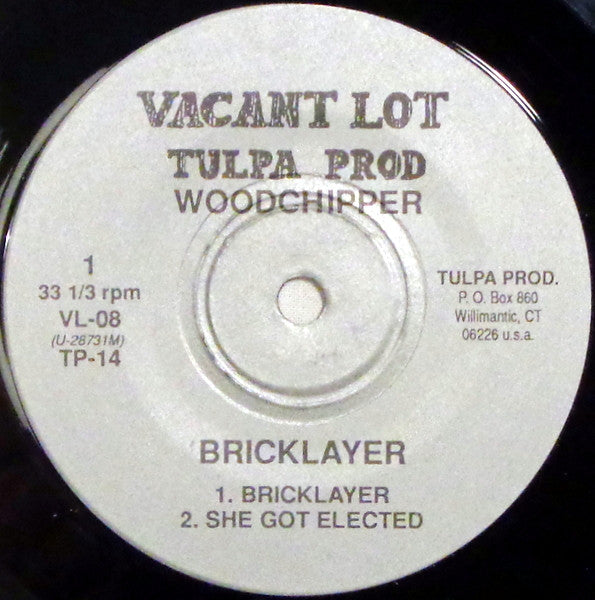 VACANT LOT
TULPA PROD
WOODCHIPPER
1
33 1/3 rpm
VL-08
(U-28731M)
TP-14
TULPA PROD.
P. O. Box 860
Willimantic, CT
06226 u.s.a.
BRICKLAYER
1. BRICKLAYER
2. SHE GOT ELECTED